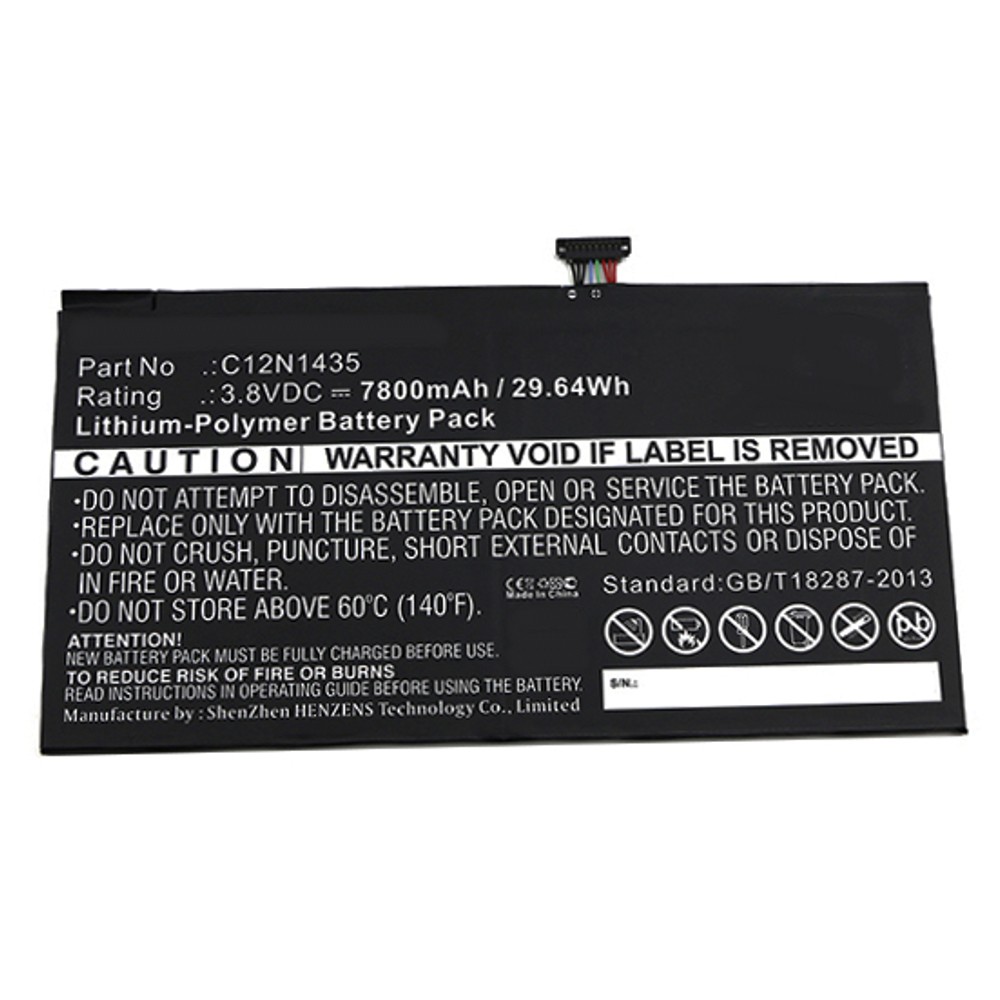 Part No .:C12N1435
Rating .:3.8VDC ⎓ 7800mAh / 29.64Wh
Lithium-Polymer Battery Pack
CAUTION WARRANTY VOID IF LABEL IS REMOVED
·DO NOT ATTEMPT TO DISASSEMBLE, OPEN OR SERVICE THE BATTERY PACK.
·REPLACE ONLY WITH THE BATTERY PACK DESIGNATED FOR THIS PRODUCT.
·DO NOT CRUSH, PUNCTURE, SHORT EXTERNAL CONTACTS OR DISPOSE OF
IN FIRE OR WATER.
·DO NOT STORE ABOVE 60°C (140°F).
CE
Made in China
Standard:GB/T18287-2013
Pb
ATTENTION!
NEW BATTERY PACK MUST BE FULLY CHARGED BEFORE USE.
TO REDUCE RISK OF FIRE OR BURNS
READ INSTRUCTIONS IN OPERATING GUIDE BEFORE USING THE BATTERY.
Manufacture by : ShenZhen HENZENS Technology Co., Limited
S/N.: